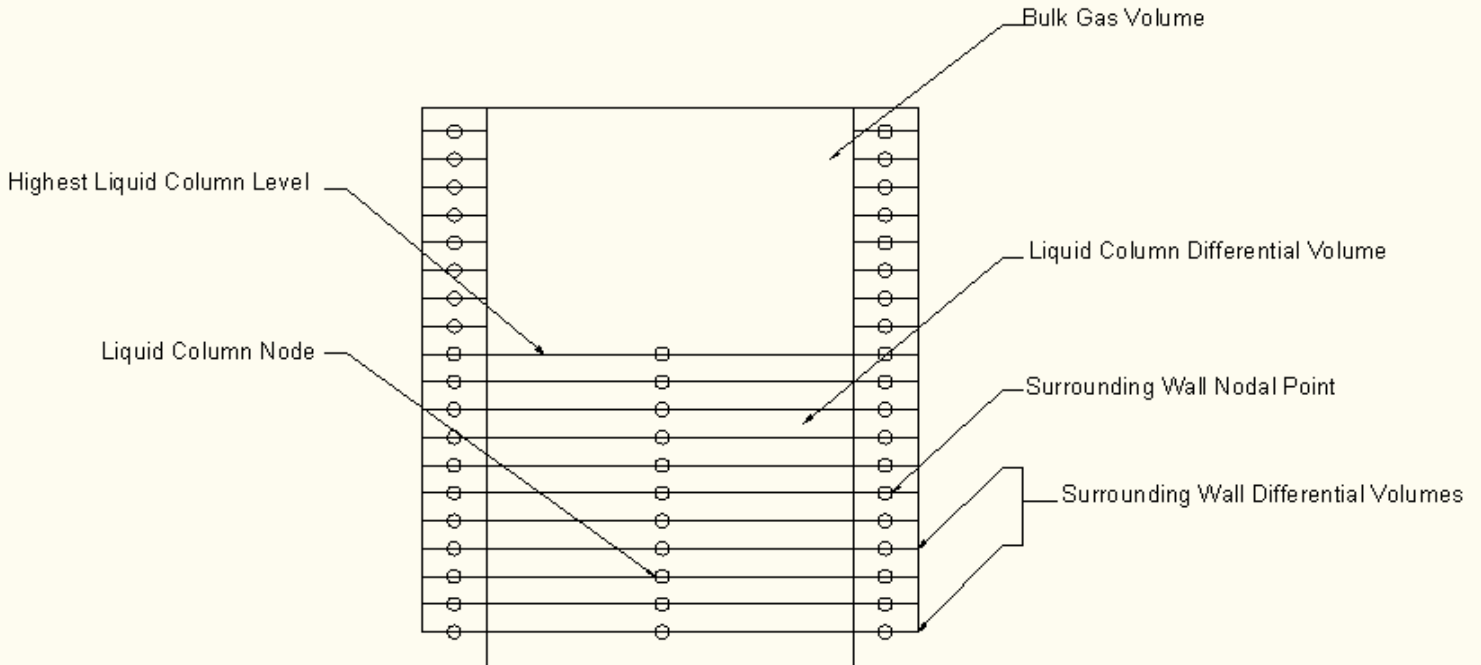 Bulk Gas Volume
Highest Liquid Column Level
Liquid Column Differential Volume
Liquid Column Node
Surrounding Wall Nodal Point
Surrounding Wall Differential Volumes